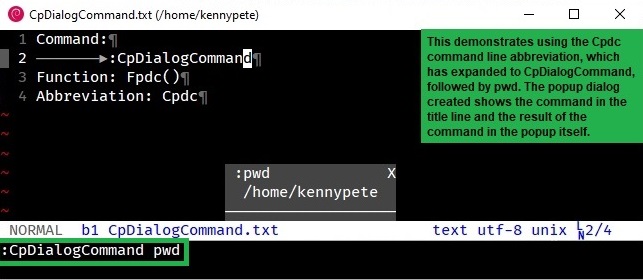 CpDialogCommand.txt (/home/kennypete)
1 Command:¶
2 ———————▶:CpDialogCommand¶
3 Function: Fpdc()¶
4 Abbreviation: Cpdc¶
~
~
~
~
~
This demonstrates using the Cpdc
command line abbreviation, which
has expanded to CpDialogCommand,
followed by pwd. The popup dialog
created shows the command in the
title line and the result of the
command in the popup itself.
:pwd X
/home/kennypete
NORMAL b1 CpDialogCommand.txt text utf-8 unix LN2/4
:CpDialogCommand pwd